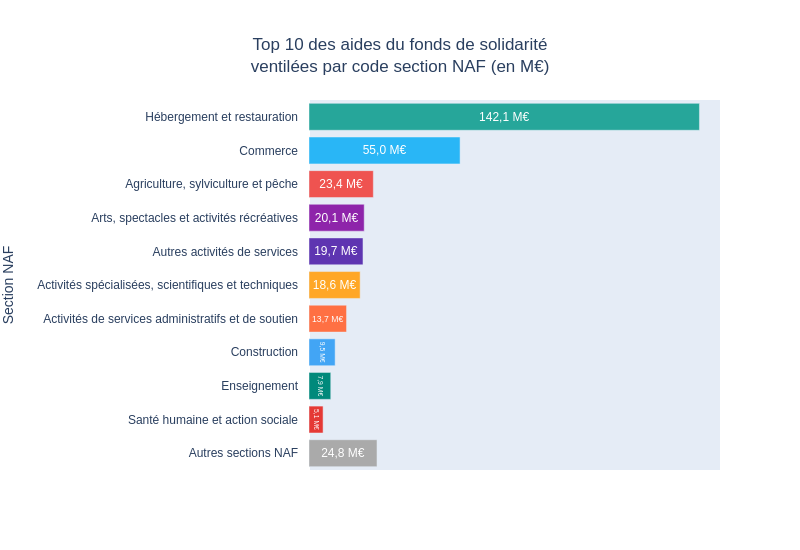 Top 10 des aides du fonds de solidarité
ventilées par code section NAF (en M€)
Section NAF
Hébergement et restauration 142,1 M€
Commerce 55,0 M€
Agriculture, sylviculture et pêche 23,4 M€
Arts, spectacles et activités récréatives 20,1 M€
Autres activités de services 19,7 M€
Activités spécialisées, scientifiques et techniques 18,6 M€
Activités de services administratifs et de soutien 13,7 M€
Construction 9,5 M€
Enseignement 7,9 M€
Santé humaine et action sociale 5,1 M€
Autres sections NAF 24,8 M€